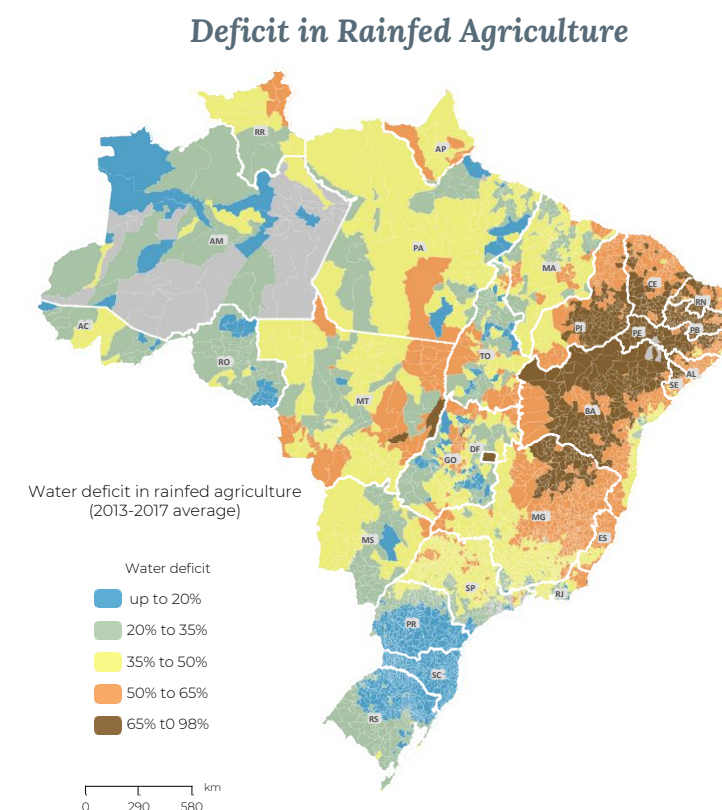 Deficit in Rainfed Agriculture
RR
AP
AM
PA
MA
CE
RN
PB
PE
PJ
AC
TO
AL
SE
RO
MT
BA
DF
GO
Water deficit in rainfed agriculture
(2013-2017 average)
MG
MS
ES
Water deficit
SP
RJ
up to 20%
20% to 35%
PR
35% to 50%
SC
50% to 65%
RS
65% t0 98%
km
0 290 580